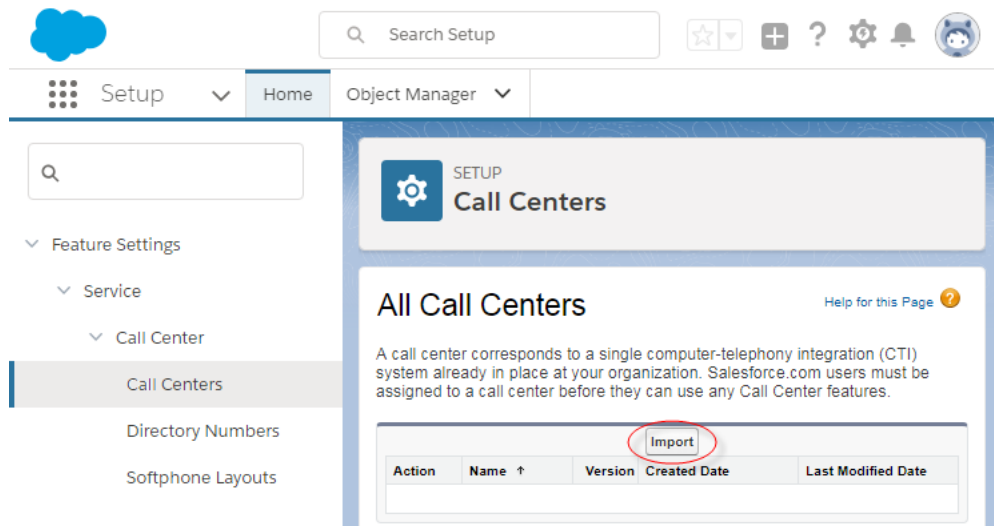 Search Setup
Setup
Home
Object Manager
SETUP
Call Centers
Feature Settings
Service
Call Center
Call Centers
Directory Numbers
Softphone Layouts
All Call Centers
Help for this Page ?
A call center corresponds to a single computer-telephony integration (CTI)
system already in place at your organization. Salesforce.com users must be
assigned to a call center before they can use any Call Center features.
Import
Action Name ↑ Version Created Date Last Modified Date